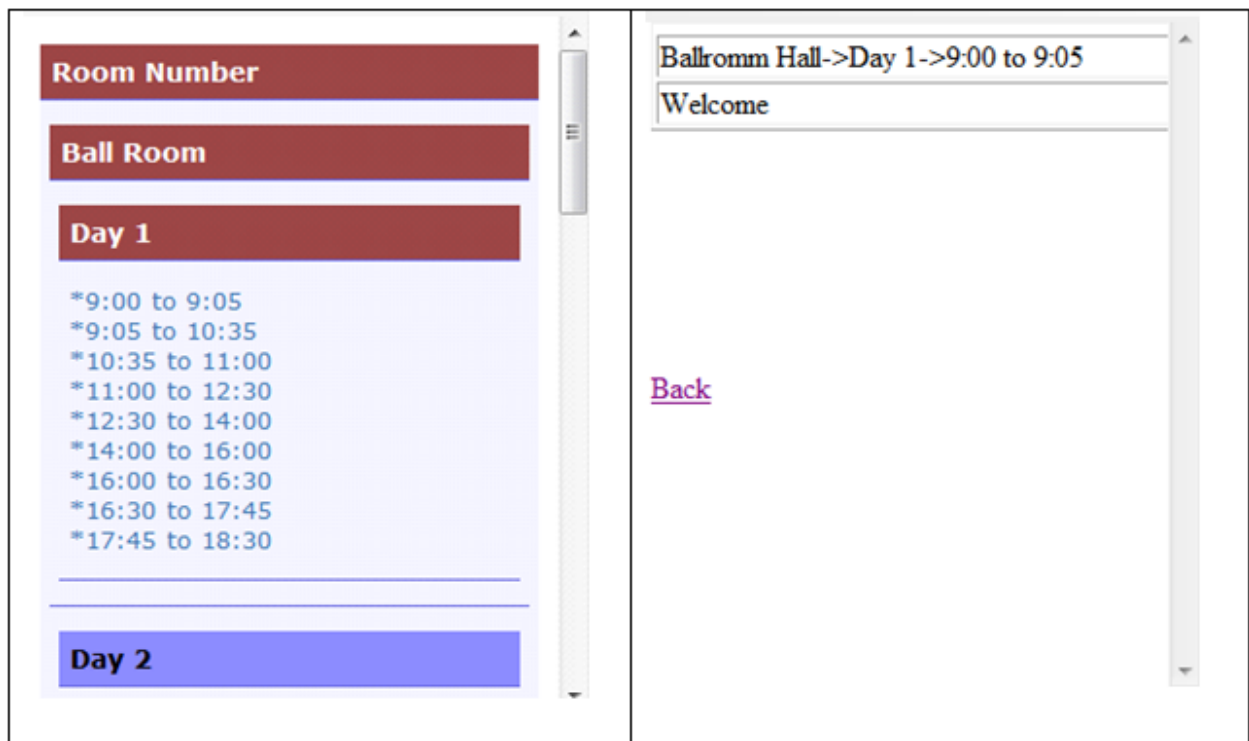 Room Number
Ball Room
Day 1
*9:00 to 9:05
*9:05 to 10:35
*10:35 to 11:00
*11:00 to 12:30
*12:30 to 14:00
*14:00 to 16:00
*16:00 to 16:30
*16:30 to 17:45
*17:45 to 18:30
Day 2
Ballromm Hall->Day 1->9:00 to 9:05
Welcome
Back